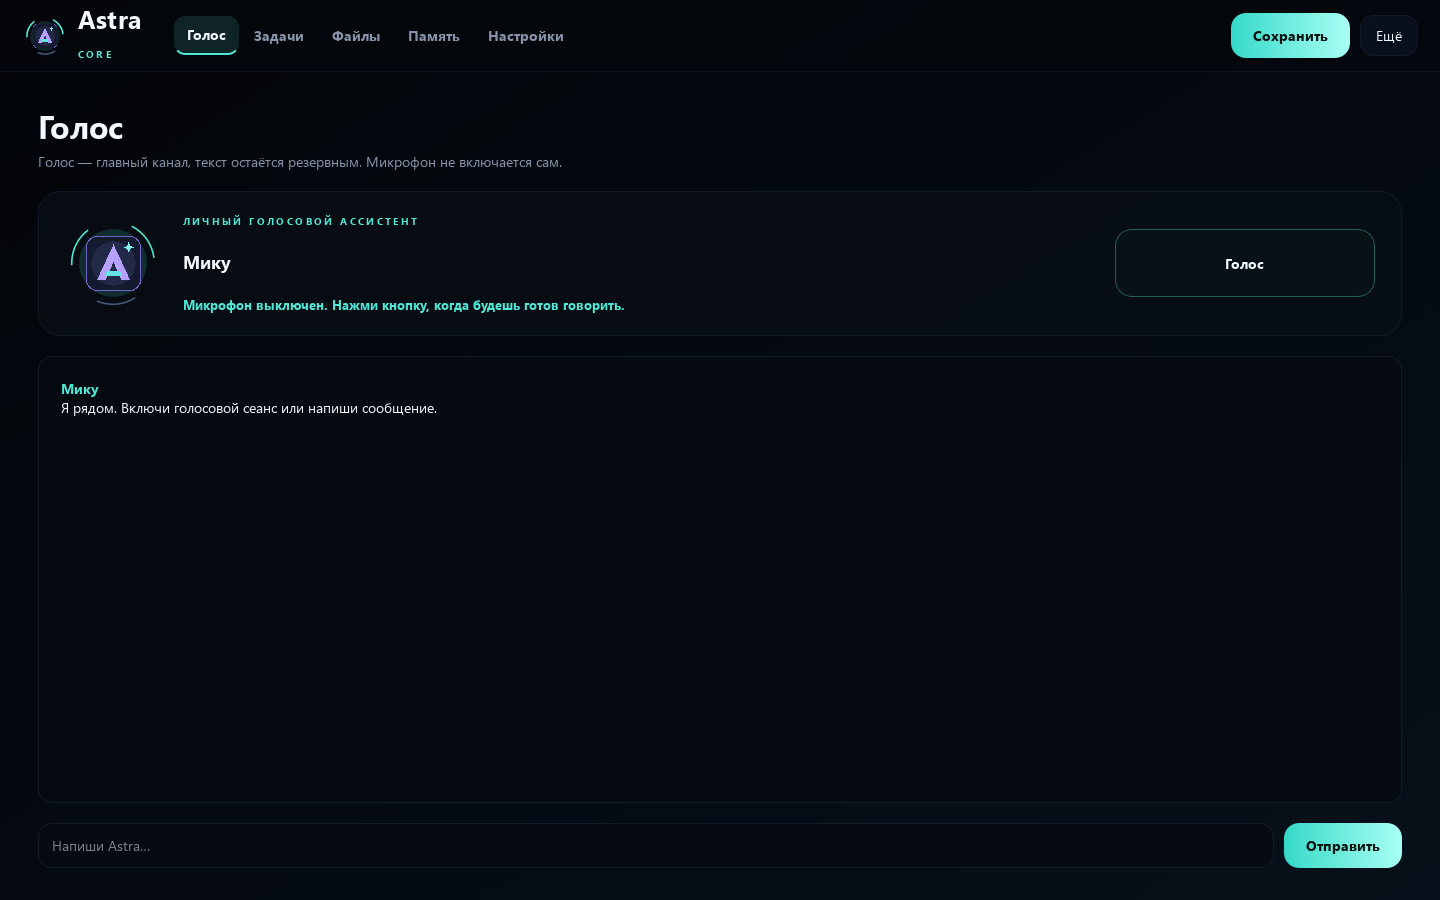 Astra
CORE
Голос
Задачи
Файлы
Память
Настройки
Сохранить
Ещё
Голос
Голос — главный канал, текст остаётся резервным. Микрофон не включается сам.
ЛИЧНЫЙ ГОЛОСОВОЙ АССИСТЕНТ
Мику
Микрофон выключен. Нажми кнопку, когда будешь готов говорить.
Голос
Мику
Я рядом. Включи голосовой сеанс или напиши сообщение.
Напиши Astra...
Отправить